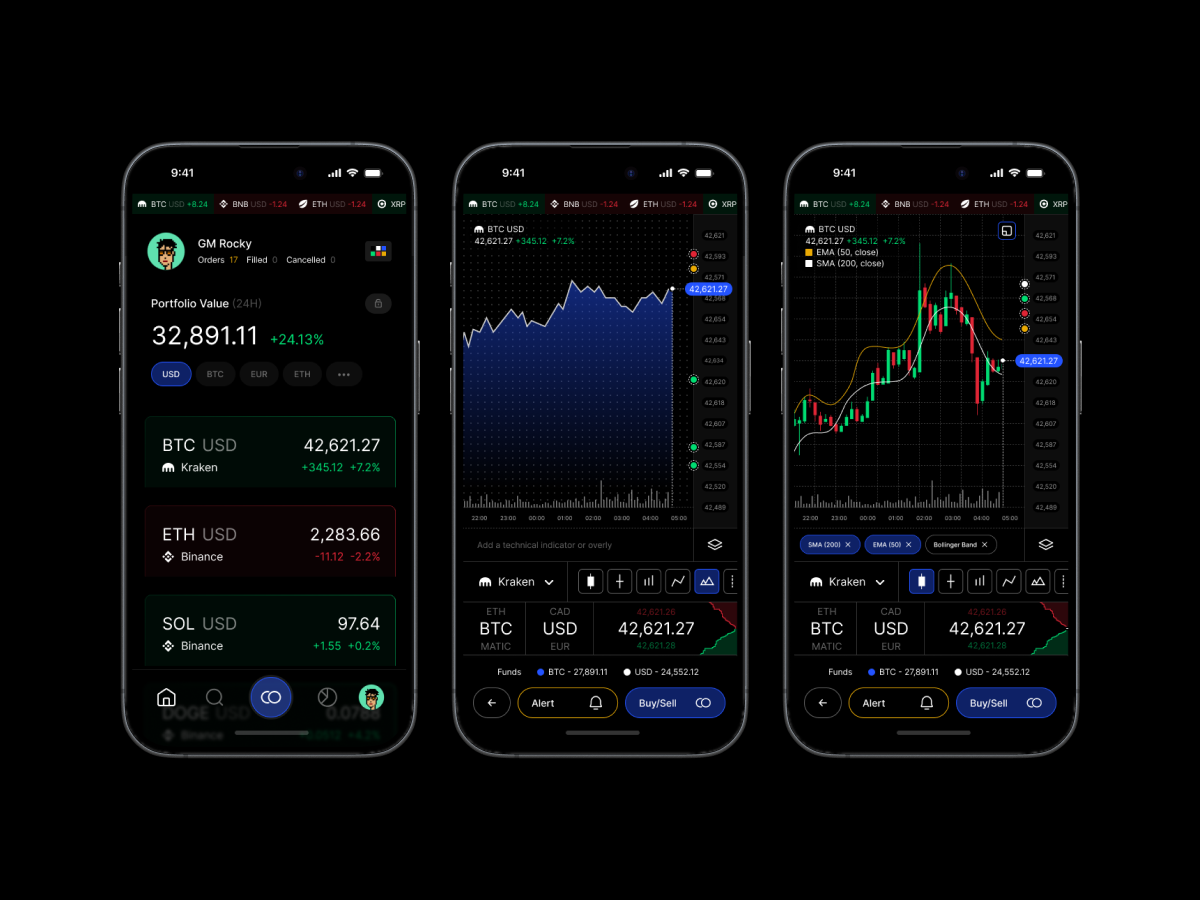 9:41
BTC USD +8.24 BNB USD -1.24 ETH USD -1.24 XRP
GM Rocky
Orders 17 Filled 0 Cancelled 0
Portfolio Value (24H)
32,891.11 +24.13%
USD BTC EUR ETH •••
BTC USD 42,621.27
Kraken +345.12 +7.2%
ETH USD 2,283.66
Binance -11.12 -2.2%
SOL USD 97.64
Binance +1.55 +0.2%
DOGE USD 0.0768
Binance
9:41
BTC USD +8.24 BNB USD -1.24 ETH USD -1.24 XRP
BTC USD
42,621.27 +345.12 +7.2%
42,621
42,593
42,571
42,621.27
42,568
42,654
42,643
42,634
42,620
42,618
42,607
42,587
42,554
42,520
42,489
22:00 23:00 00:00 01:00 02:00 03:00 04:00 05:00
Add a technical indicator or overly
Kraken
ETH CAD 42,621.26
BTC USD 42,621.27
MATIC EUR 42,621.28
Funds BTC - 27,891.11 USD - 24,552.12
Alert Buy/Sell
9:41
BTC USD +8.24 BNB USD -1.24 ETH USD -1.24 XRP
BTC USD
42,621.27 +345.12 +7.2%
EMA (50, close)
SMA (200, close)
42,621
42,593
42,571
42,568
42,654
42,643
42,621.27
42,620
42,618
42,607
42,587
42,554
42,520
42,489
22:00 23:00 00:00 01:00 02:00 03:00 04:00 05:00
SMA (200) EMA (50) Bollinger Band
Kraken
ETH CAD 42,621.26
BTC USD 42,621.27
MATIC EUR 42,621.28
Funds BTC - 27,891.11 USD - 24,552.12
Alert Buy/Sell